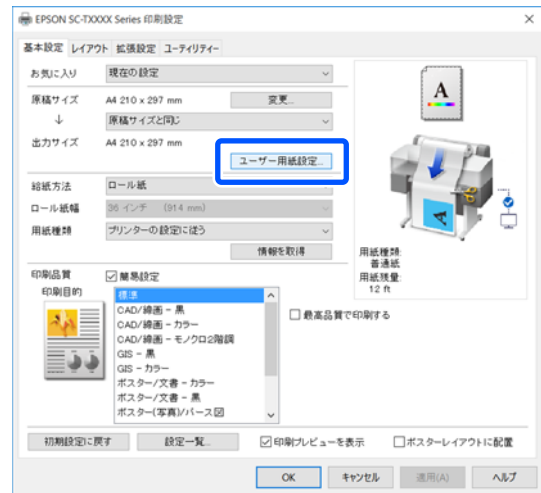 EPSON SC-TXXXX Series 印刷設定
基本設定 レイアウト 拡張設定 ユーティリティー
お気に入り 現在の設定
原稿サイズ A4 210 x 297 mm 変更...
↓ 原稿サイズと同じ
出力サイズ A4 210 x 297 mm
ユーザー用紙設定...
給紙方法 ロール紙
ロール紙幅 36 インチ (914 mm)
用紙種類 プリンターの設定に従う
情報を取得
用紙種類:
普通紙
用紙残量:
12 ft
印刷品質 簡易設定
印刷目的 標準
CAD/線画 - 黒
CAD/線画 - カラー
CAD/線画 - モノクロ2階調
GIS - 黒
GIS - カラー
ポスター/文書 - カラー
ポスター/文書 - 黒
ポスター(写真)/パース図
最高品質で印刷する
初期設定に戻す 設定一覧... 印刷プレビューを表示 ポスターレイアウトに配置
OK キャンセル 適用(A) ヘルプ
A
A